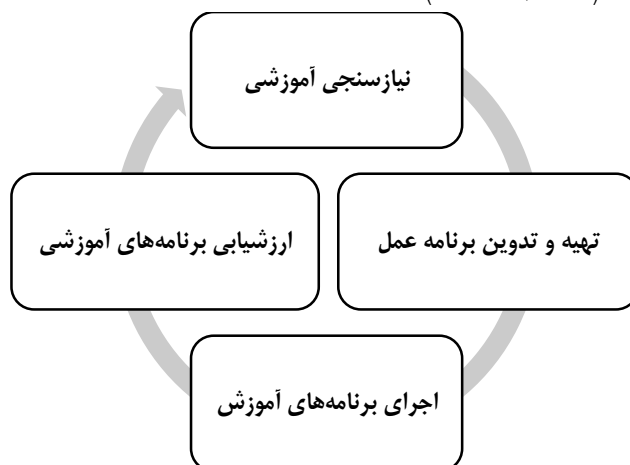 نیازسنجی آموزشی
تهیه و تدوین برنامه عمل
ارزشیابی برنامه‌های آموزشی
اجرای برنامه‌های آموزش